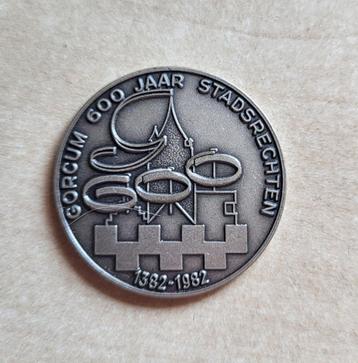 GORCUM 600 JAAR STADSRECHTEN
G
600
1382-1982